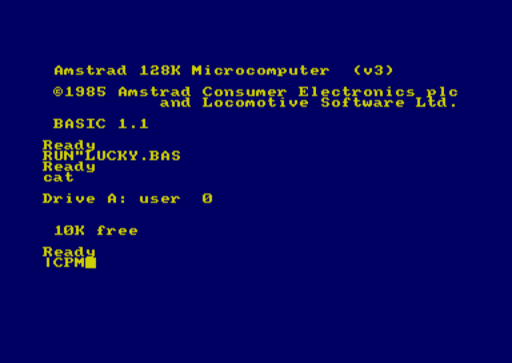 Amstrad 128K Microcomputer  (v3)
©1985 Amstrad Consumer Electronics plc
and Locomotive Software Ltd.
BASIC 1.1
Ready
RUN"LUCKY.BAS
Ready
cat
Drive A: user  0
10K free
Ready
|CPM